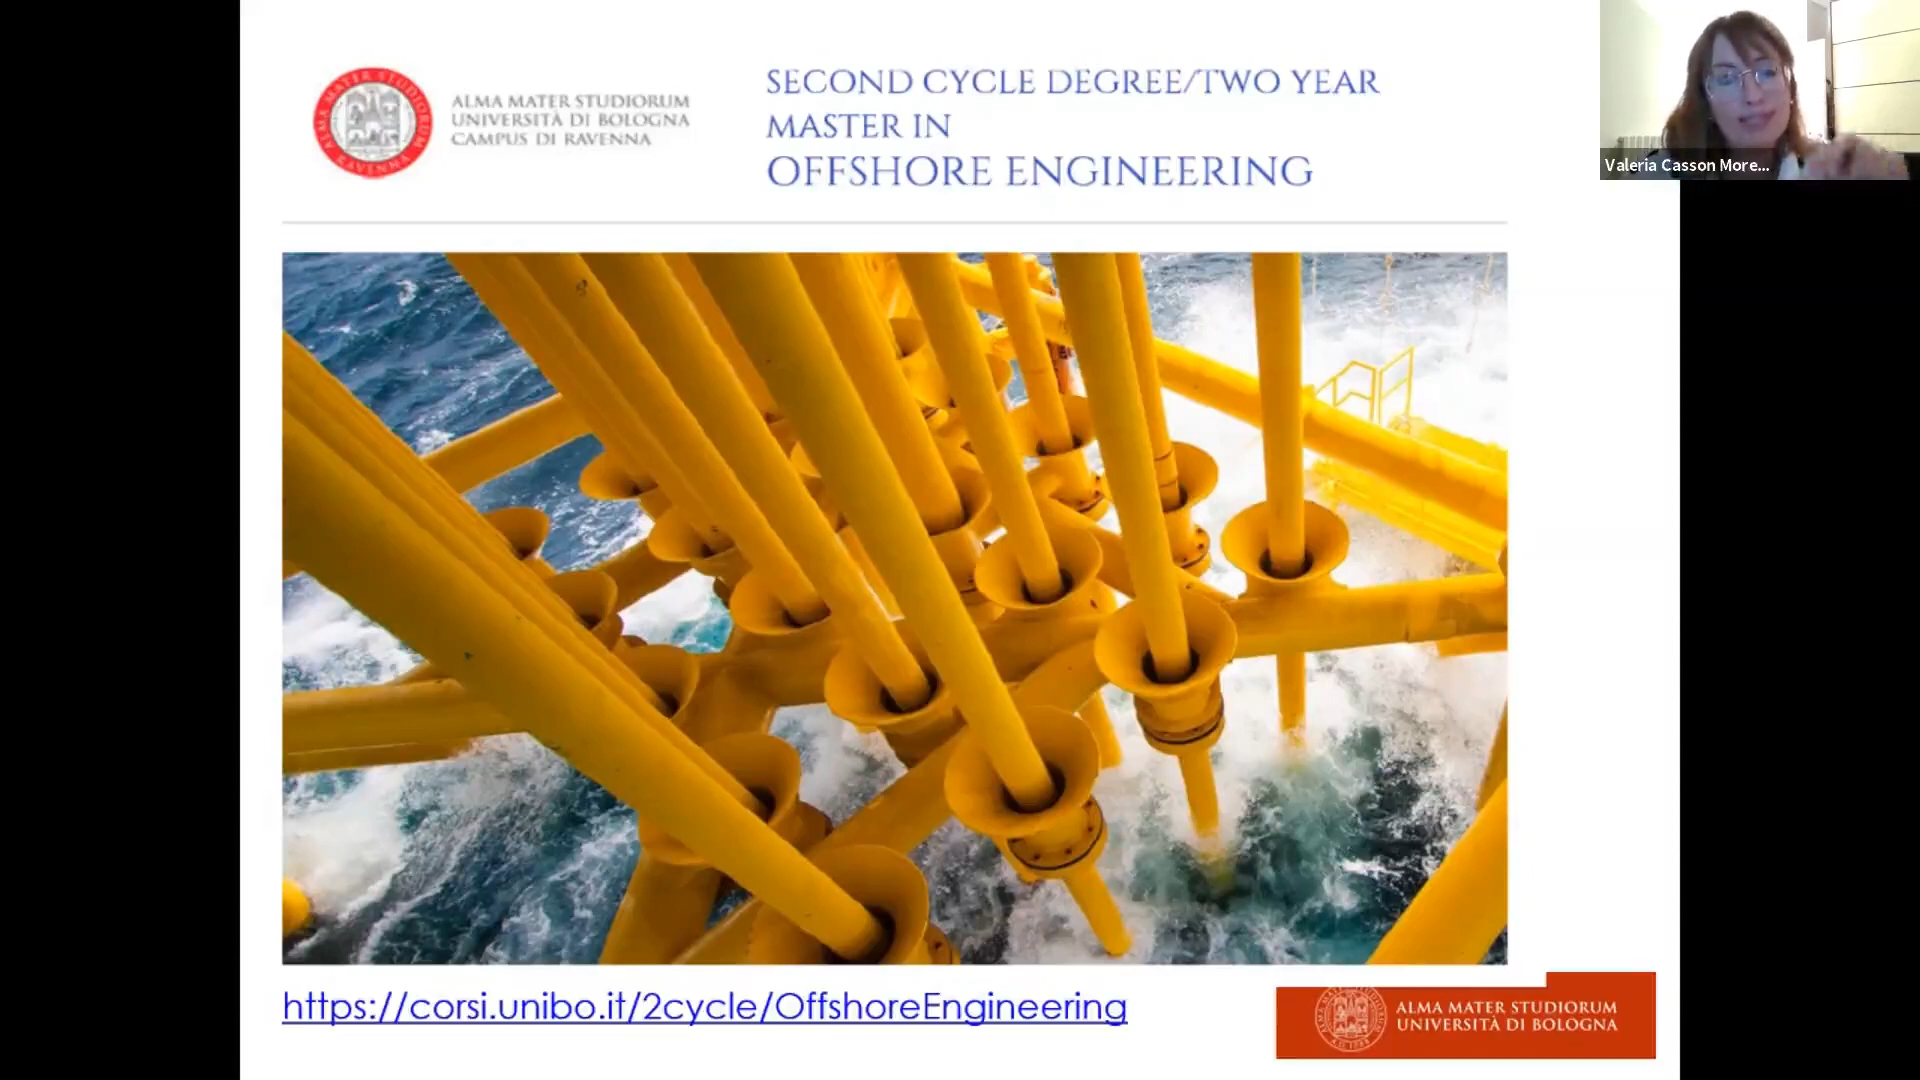 ALMA MATER STUDIORUM
UNIVERSITÀ DI BOLOGNA
CAMPUS DI RAVENNA
SECOND CYCLE DEGREE/TWO YEAR
MASTER IN
OFFSHORE ENGINEERING
Valeria Casson More...
https://corsi.unibo.it/2cycle/OffshoreEngineering
ALMA MATER STUDIORUM
UNIVERSITÀ DI BOLOGNA